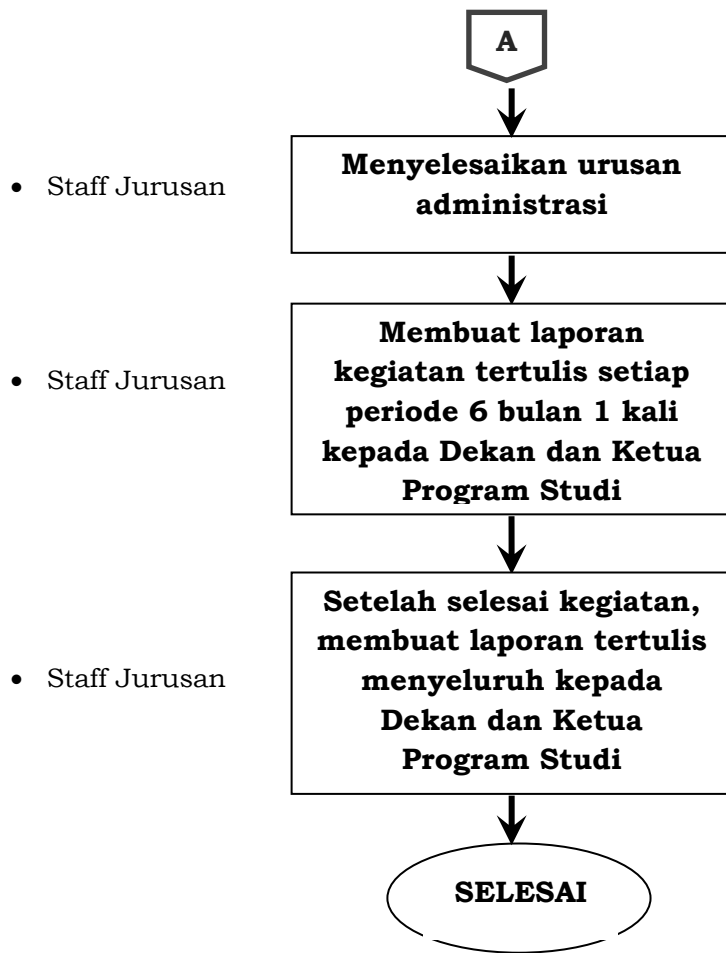 A
• Staff Jurusan
Menyelesaikan urusan
administrasi
• Staff Jurusan
Membuat laporan
kegiatan tertulis setiap
periode 6 bulan 1 kali
kepada Dekan dan Ketua
Program Studi
• Staff Jurusan
Setelah selesai kegiatan,
membuat laporan tertulis
menyeluruh kepada
Dekan dan Ketua
Program Studi
SELESAI